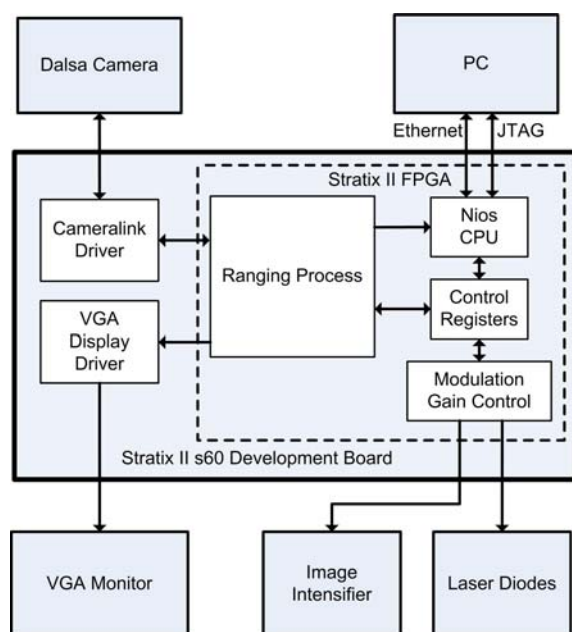 Dalsa Camera
PC
Ethernet
JTAG
Stratix II FPGA
Cameralink
Driver
Ranging Process
Nios
CPU
VGA
Display
Driver
Control
Registers
Modulation
Gain Control
Stratix II s60 Development Board
VGA Monitor
Image
Intensifier
Laser Diodes